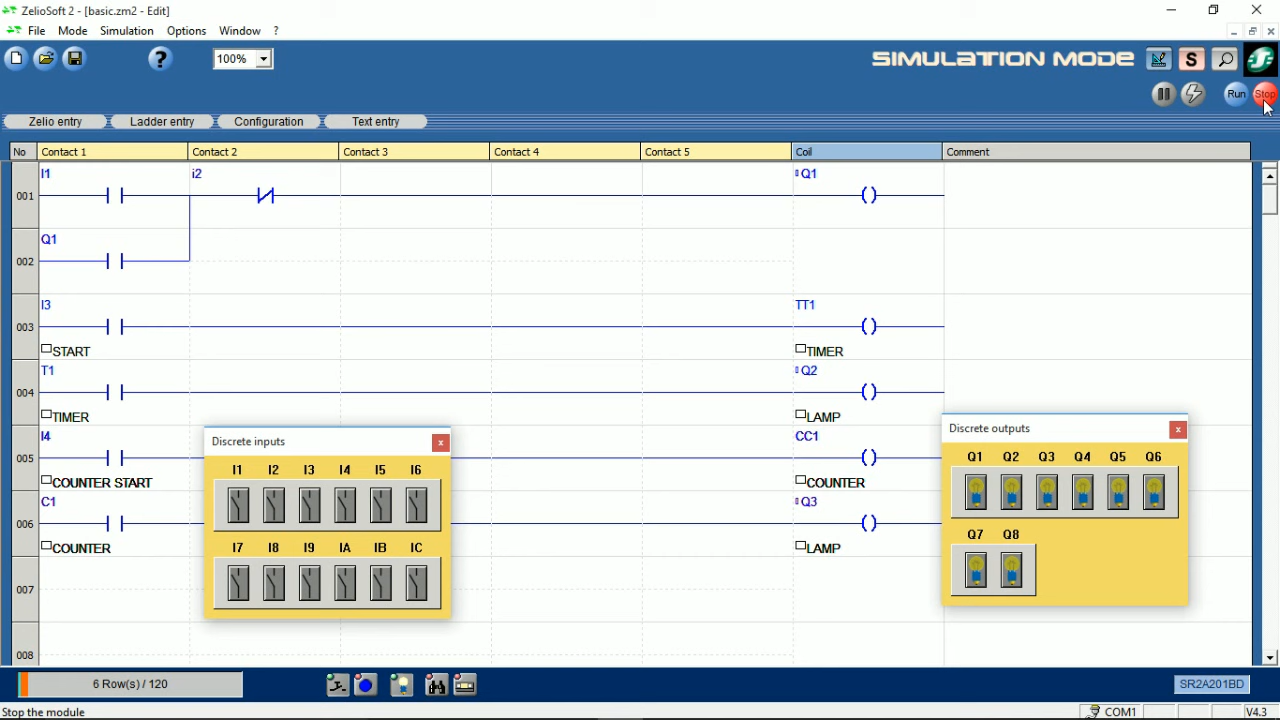 ZelioSoft 2 - [basic.zm2 - Edit]
File Mode Simulation Options Window ?
? 100% SIMULATION MODE S
Run Stop
Zelio entry Ladder entry Configuration Text entry
No Contact 1 Contact 2 Contact 3 Contact 4 Contact 5 Coil Comment
I1 i2 Q1
001
Q1
002
I3 TT1
003
START TIMER
T1 Q2
004
TIMER LAMP
I4 CC1
005
COUNTER START COUNTER
C1 Q3
006
COUNTER LAMP
007
008
Discrete inputs
I1 I2 I3 I4 I5 I6
I7 I8 I9 IA IB IC
Discrete outputs
Q1 Q2 Q3 Q4 Q5 Q6
Q7 Q8
6 Row(s) / 120 SR2A201BD
Stop the module COM1 V4.3